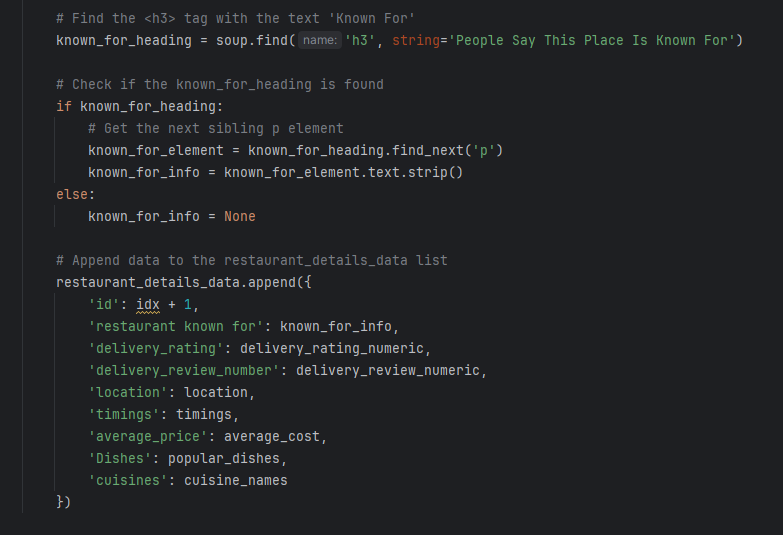 # Find the <h3> tag with the text 'Known For'
known_for_heading = soup.find( name: 'h3', string='People Say This Place Is Known For')
# Check if the known_for_heading is found
if known_for_heading:
# Get the next sibling p element
known_for_element = known_for_heading.find_next('p')
known_for_info = known_for_element.text.strip()
else:
known_for_info = None
# Append data to the restaurant_details_data list
restaurant_details_data.append({
'id': idx + 1,
'restaurant known for': known_for_info,
'delivery_rating': delivery_rating_numeric,
'delivery_review_number': delivery_review_numeric,
'location': location,
'timings': timings,
'average_price': average_cost,
'Dishes': popular_dishes,
'cuisines': cuisine_names
})